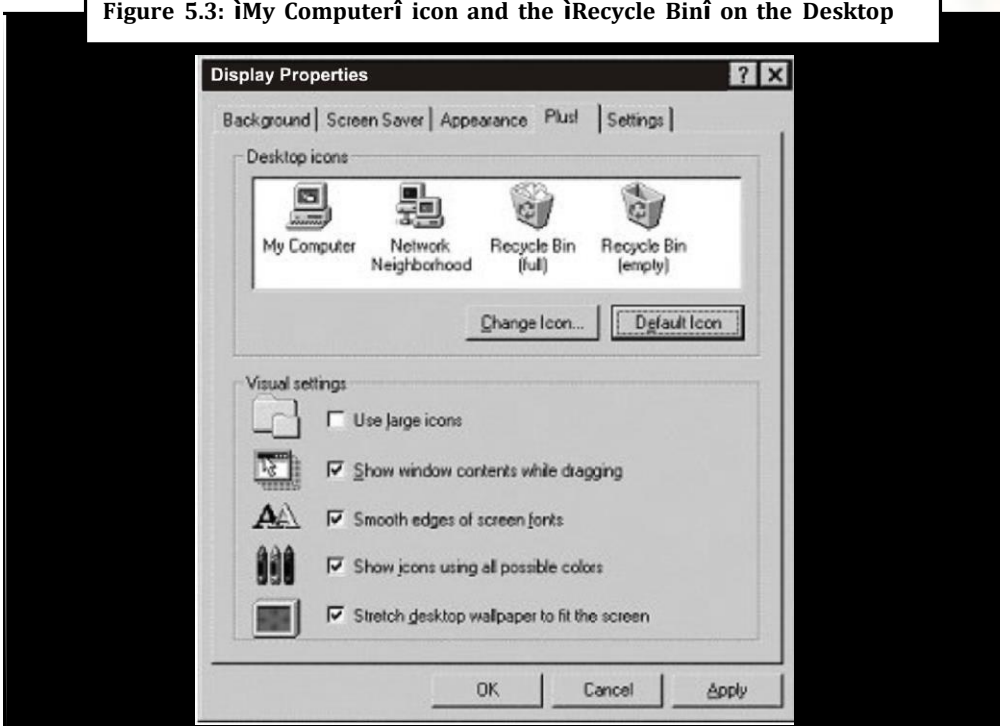 Figure 5.3: ìMy Computerî icon and the ìRecycle Binî on the Desktop
Display Properties
Background Screen Saver Appearance Plus! Settings
Desktop icons
My Computer Network Neighborhood Recycle Bin (full) Recycle Bin (empty)
Change Icon... Default Icon
Visual settings
Use large icons
Show window contents while dragging
Smooth edges of screen fonts
Show icons using all possible colors
Stretch desktop wallpaper to fit the screen
OK Cancel Apply